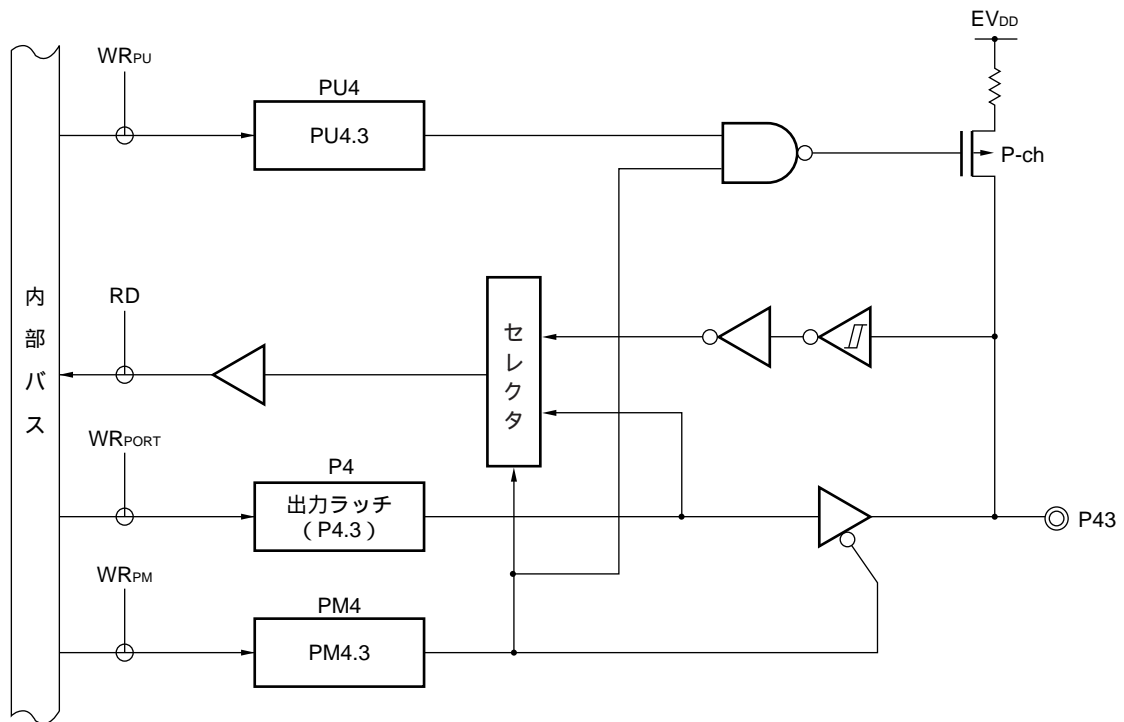 EVDD
WRPU
PU4
PU4.3
P-ch
内部バス
RD
セレクタ
WRPORT
P4
出力ラッチ
（P4.3）
P43
WRPM
PM4
PM4.3